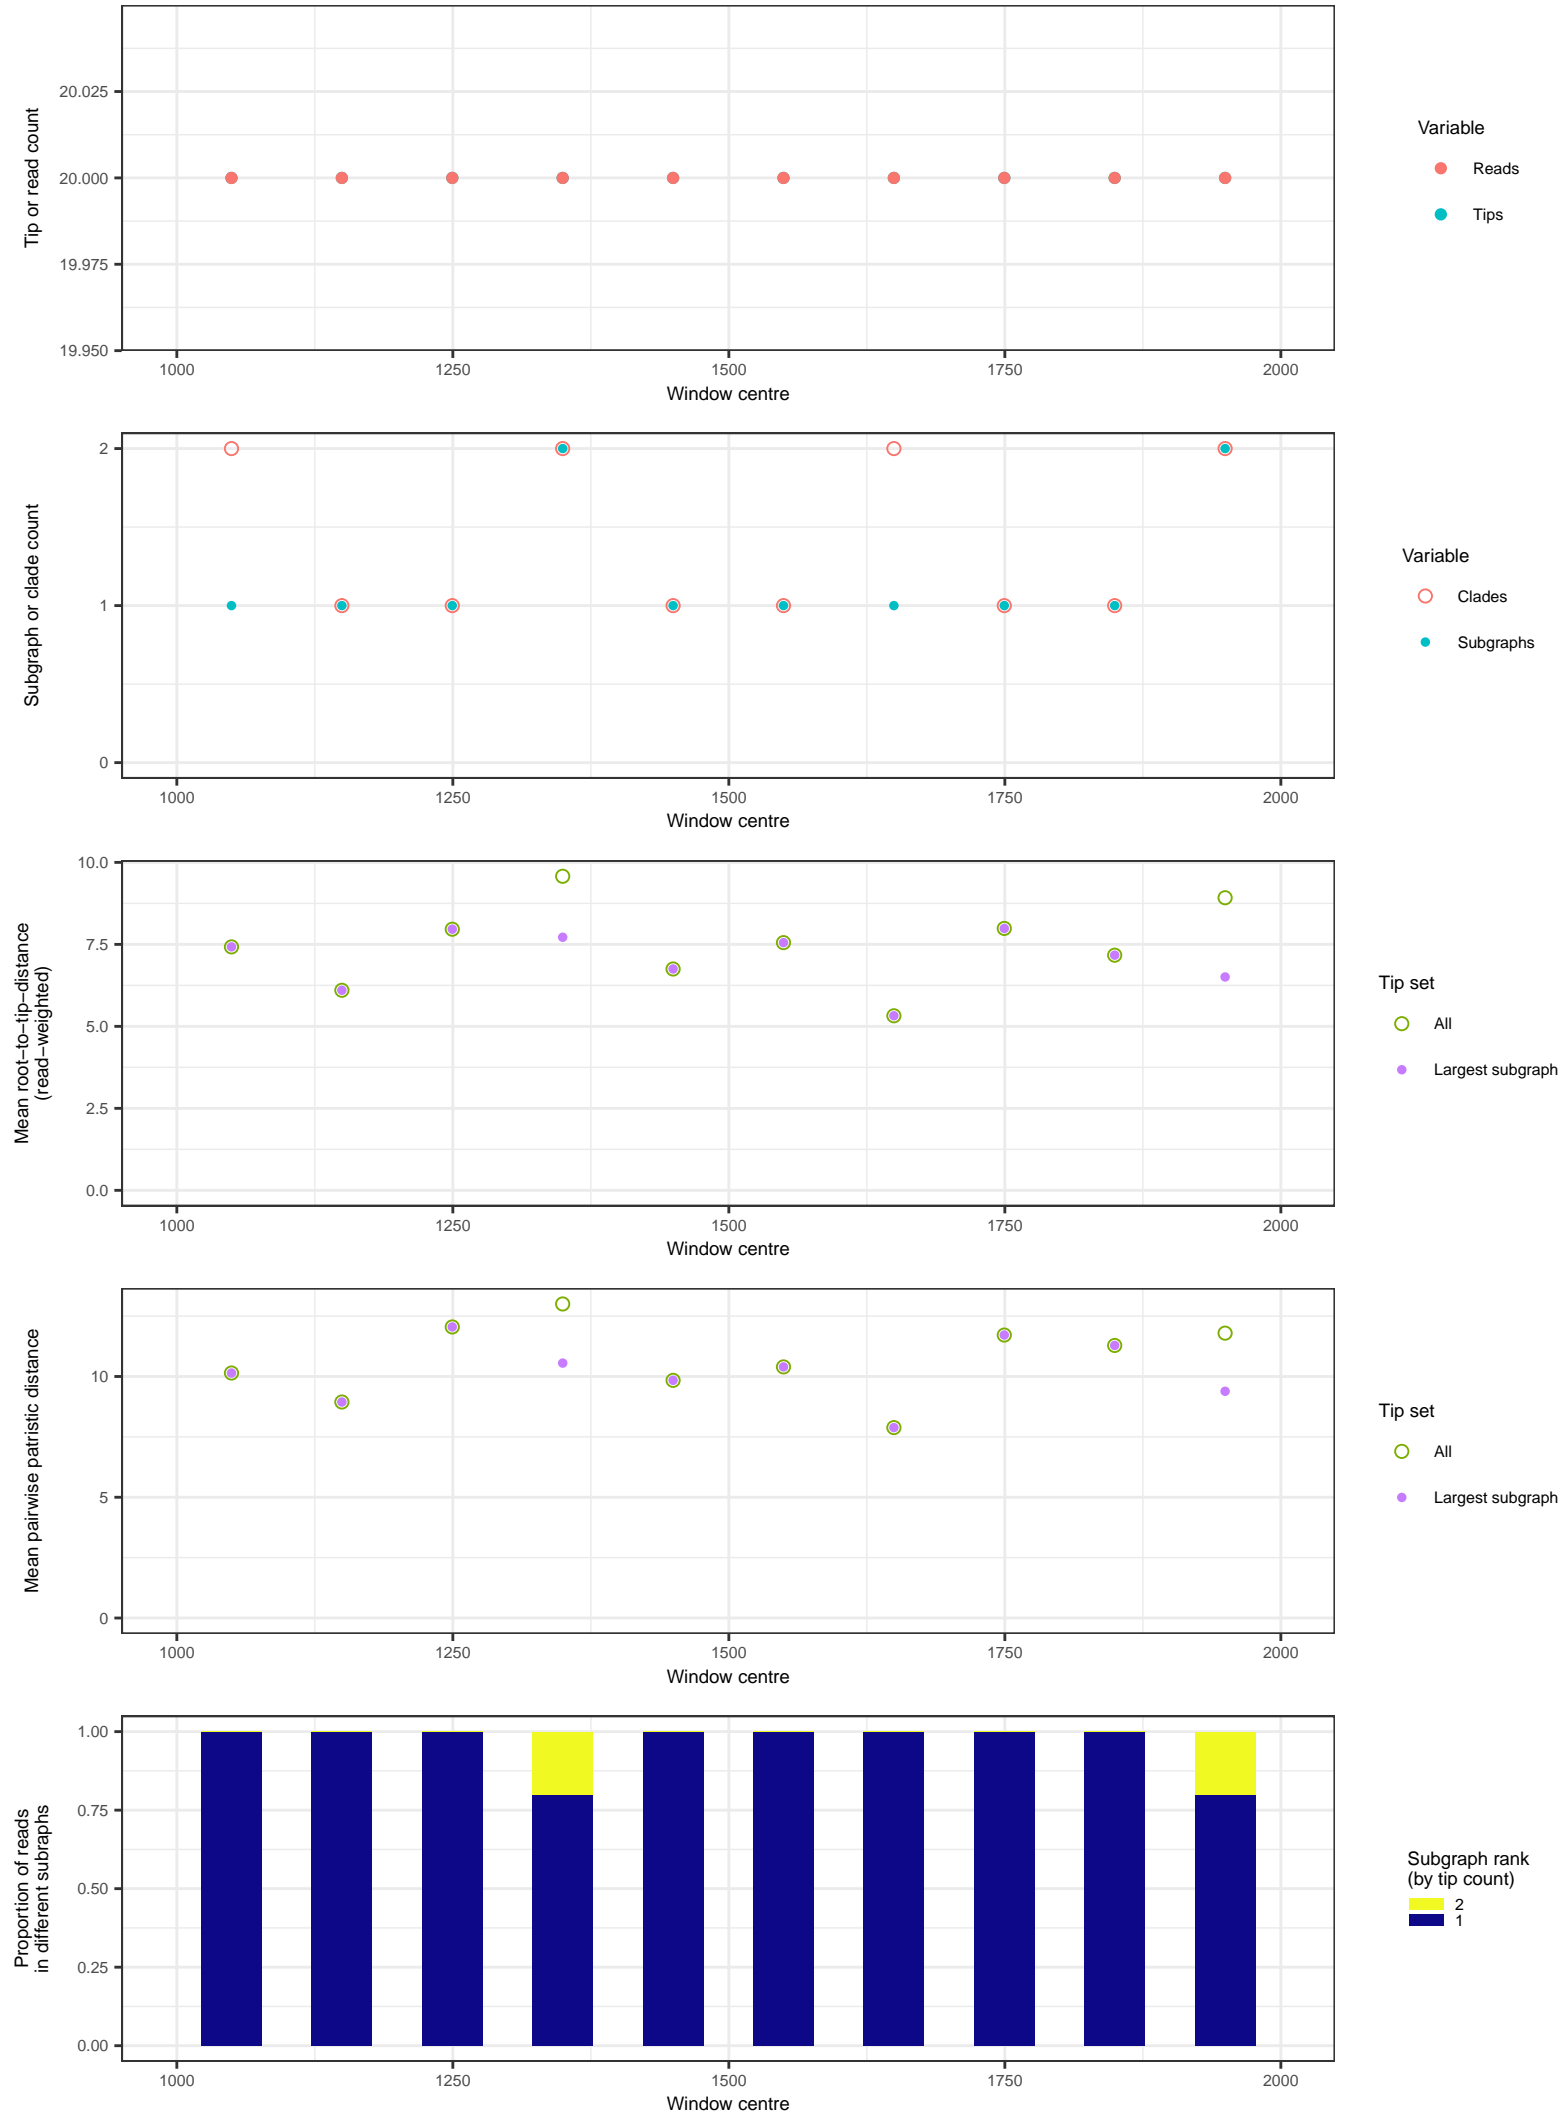 20.025
20.000
19.975
19.950
Tip or read count
1000 1250 1500 1750 2000
Window centre
Variable
Reads
Tips
2
1
0
Subgraph or clade count
1000 1250 1500 1750 2000
Window centre
Variable
Clades
Subgraphs
10.0
7.5
5.0
2.5
0.0
Mean root−to−tip−distance
(read−weighted)
1000 1250 1500 1750 2000
Window centre
Tip set
All
Largest subgraph
10
5
0
Mean pairwise patristic distance
1000 1250 1500 1750 2000
Window centre
Tip set
All
Largest subgraph
1.00
0.75
0.50
0.25
0.00
Proportion of reads
in different subraphs
1000 1250 1500 1750 2000
Window centre
Subgraph rank
(by tip count)
2
1